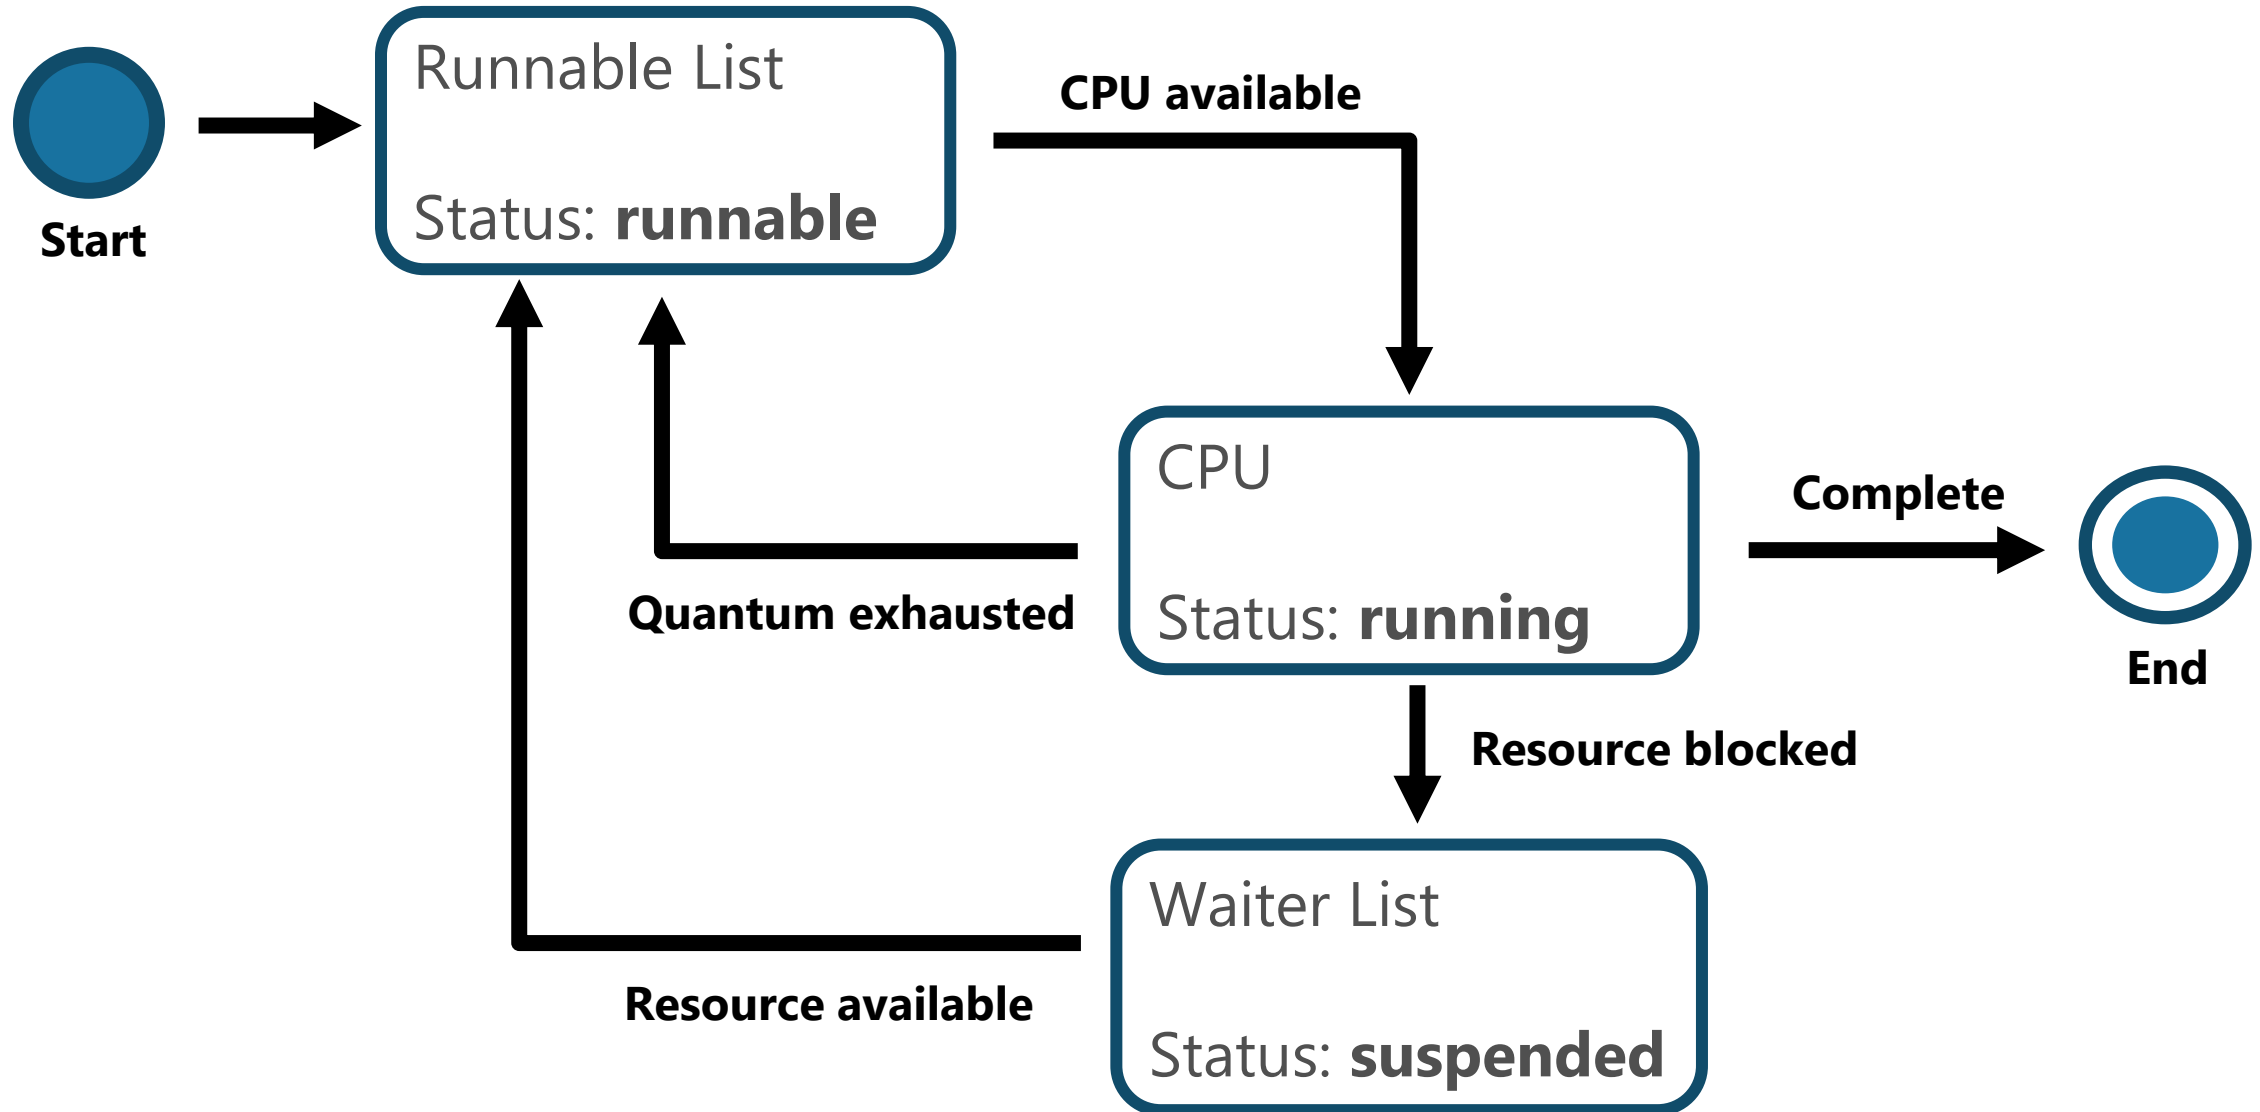 Runnable List
Status: runnable
Start
CPU available
CPU
Status: running
Complete
End
Quantum exhausted
Resource blocked
Waiter List
Status: suspended
Resource available